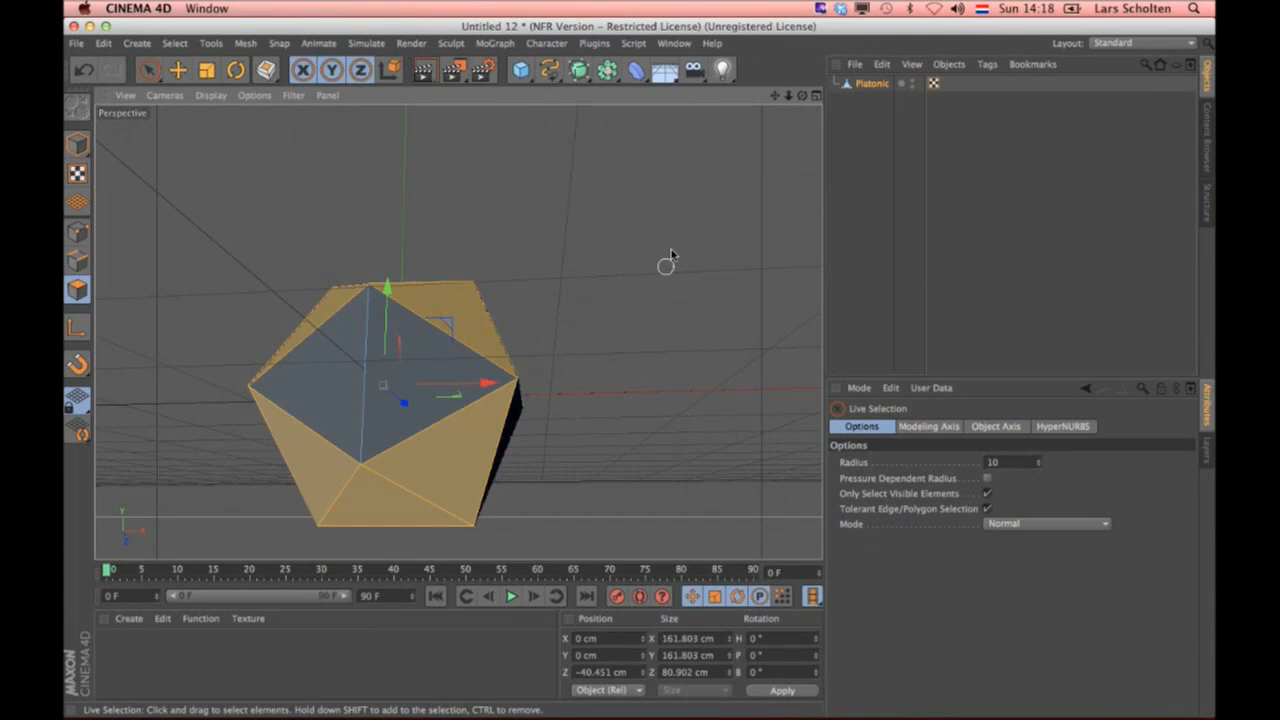 CINEMA 4D Window Sun 14:18 Lars Scholten
Untitled 12 * (NFR Version - Restricted License) (Unregistered License)
File Edit Create Select Tools Mesh Snap Animate Simulate Render Sculpt MoGraph Character Plugins Script Window Help Layout: Standard
X Y Z
File Edit View Objects Tags Bookmarks
Platonic
View Cameras Display Options Filter Panel
Perspective
Objects
Content Browser
Structure
Mode Edit User Data
Live Selection
Options Modeling Axis Object Axis HyperNURBS
Options
Radius 10
Pressure Dependent Radius
Only Select Visible Elements
Tolerant Edge/Polygon Selection
Mode Normal
Attributes
Layers
Y
X
Z
0 5 10 15 20 25 30 35 40 45 50 55 60 65 70 75 80 85 90 0 F
0 F 0 F 90 F 90 F
Create Edit Function Texture
Position Size Rotation
X 0 cm X 161.803 cm H 0 °
Y 0 cm Y 161.803 cm P 0 °
Z -40.451 cm Z 80.902 cm B 0 °
Object (Rel) Size Apply
MAXON
CINEMA 4D
Live Selection: Click and drag to select elements. Hold down SHIFT to add to the selection, CTRL to remove.